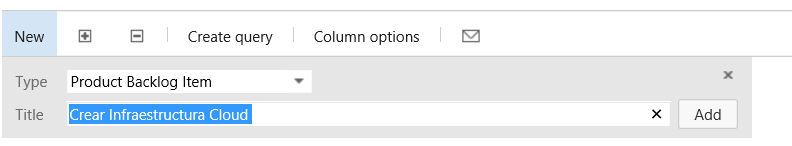 New Create query Column options
Type Product Backlog Item
Title Crear Infraestructura Cloud Add